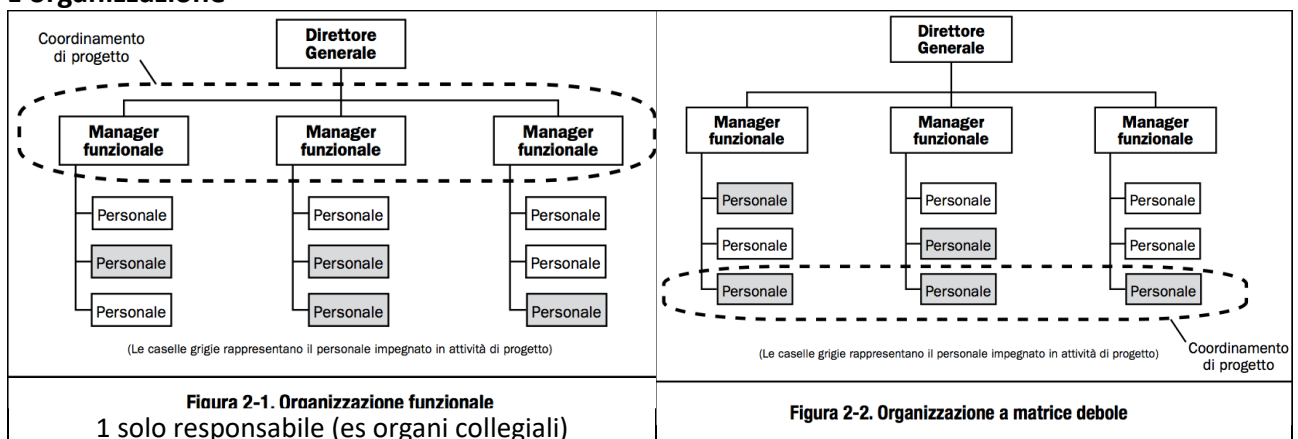 1 Organizzazione
Coordinamento
di progetto
Direttore
Generale
Manager
funzionale
Manager
funzionale
Manager
funzionale
Personale
Personale
Personale
Personale
Personale
Personale
Personale
Personale
Personale
(Le caselle grigie rappresentano il personale impegnato in attività di progetto)
Figura 2-1. Organizzazione funzionale
1 solo responsabile (es organi collegiali)
Direttore
Generale
Manager
funzionale
Manager
funzionale
Manager
funzionale
Personale
Personale
Personale
Personale
Personale
Personale
Personale
Personale
Personale
(Le caselle grigie rappresentano il personale impegnato in attività di progetto)
Coordinamento
di progetto
Figura 2-2. Organizzazione a matrice debole